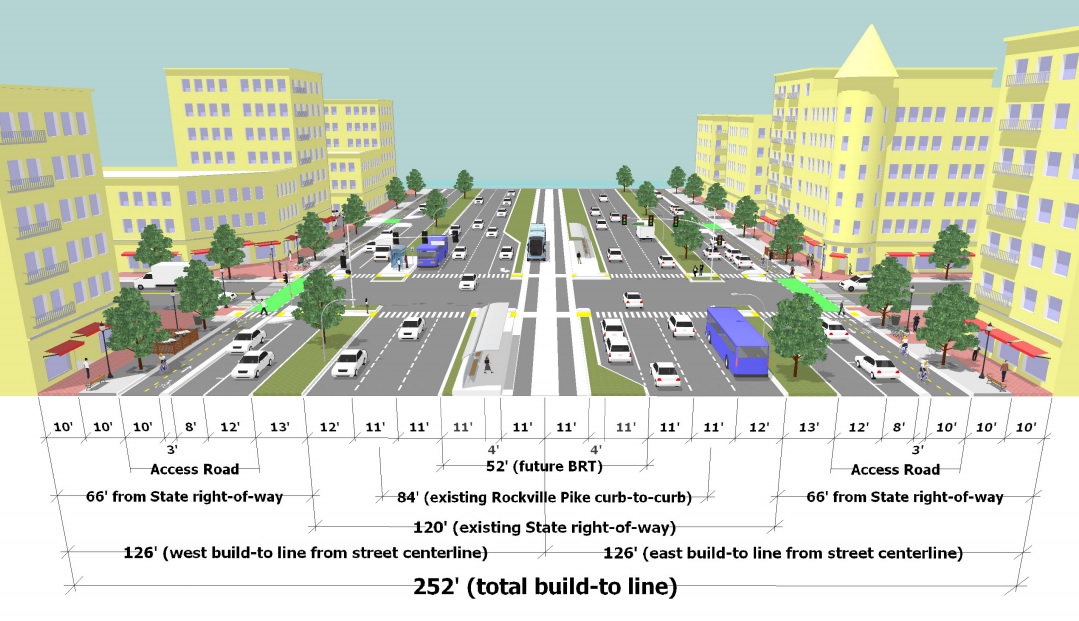 10' 10' 10' 8' 12' 13' 12' 11' 11' 11' 11' 11' 11' 11' 11' 12' 13' 12' 8' 10' 10' 10'
3' 4' 4' 3'
Access Road 52' (future BRT) Access Road
66' from State right-of-way 84' (existing Rockville Pike curb-to-curb) 66' from State right-of-way
120' (existing State right-of-way)
126' (west build-to line from street centerline) 126' (east build-to line from street centerline)
252' (total build-to line)